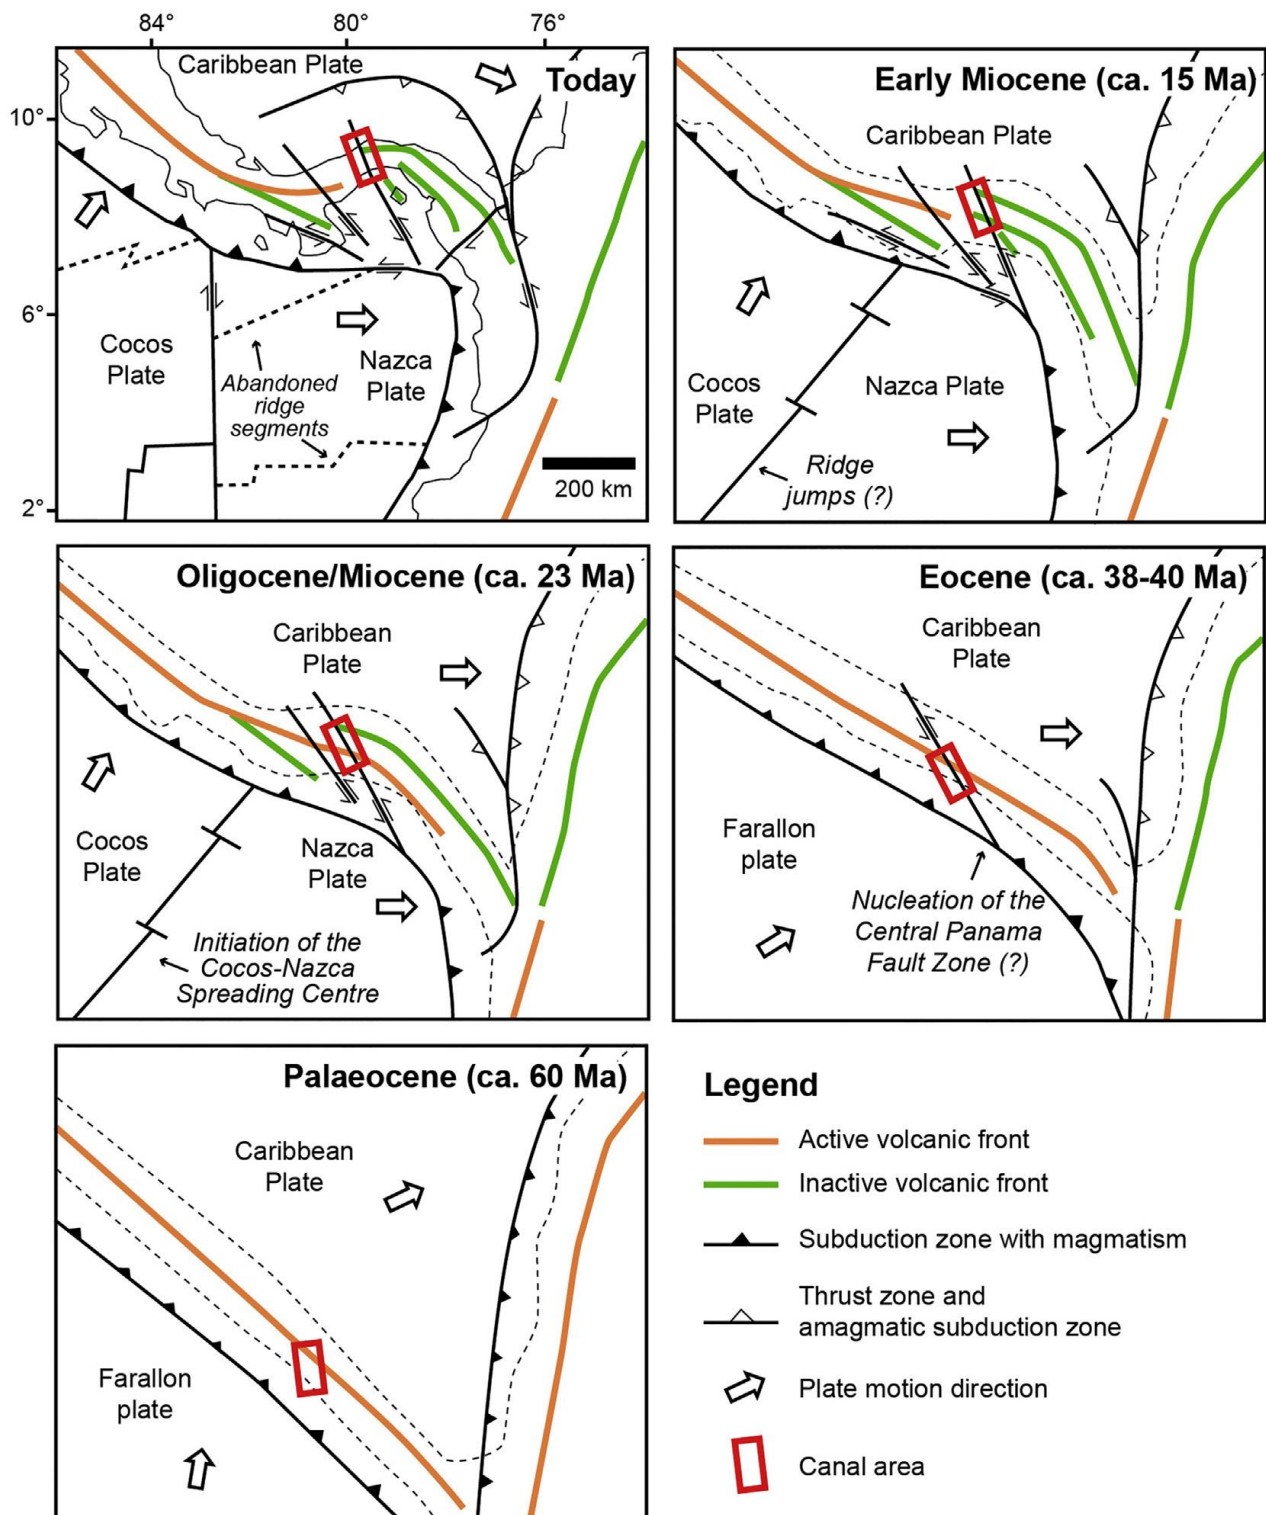 84° 80° 76°
10°
6°
2°
Caribbean Plate
Today
Cocos
Plate
Nazca
Plate
Abandoned
ridge
segments
200 km
Early Miocene (ca. 15 Ma)
Caribbean Plate
Cocos
Plate
Nazca Plate
Ridge
jumps (?)
Oligocene/Miocene (ca. 23 Ma)
Caribbean
Plate
Cocos
Plate
Nazca
Plate
Initiation of the
Cocos-Nazca
Spreading Centre
Eocene (ca. 38-40 Ma)
Caribbean
Plate
Farallon
plate
Nucleation of the
Central Panama
Fault Zone (?)
Palaeocene (ca. 60 Ma)
Caribbean
Plate
Farallon
plate
Legend
Active volcanic front
Inactive volcanic front
Subduction zone with magmatism
Thrust zone and
amagmatic subduction zone
Plate motion direction
Canal area